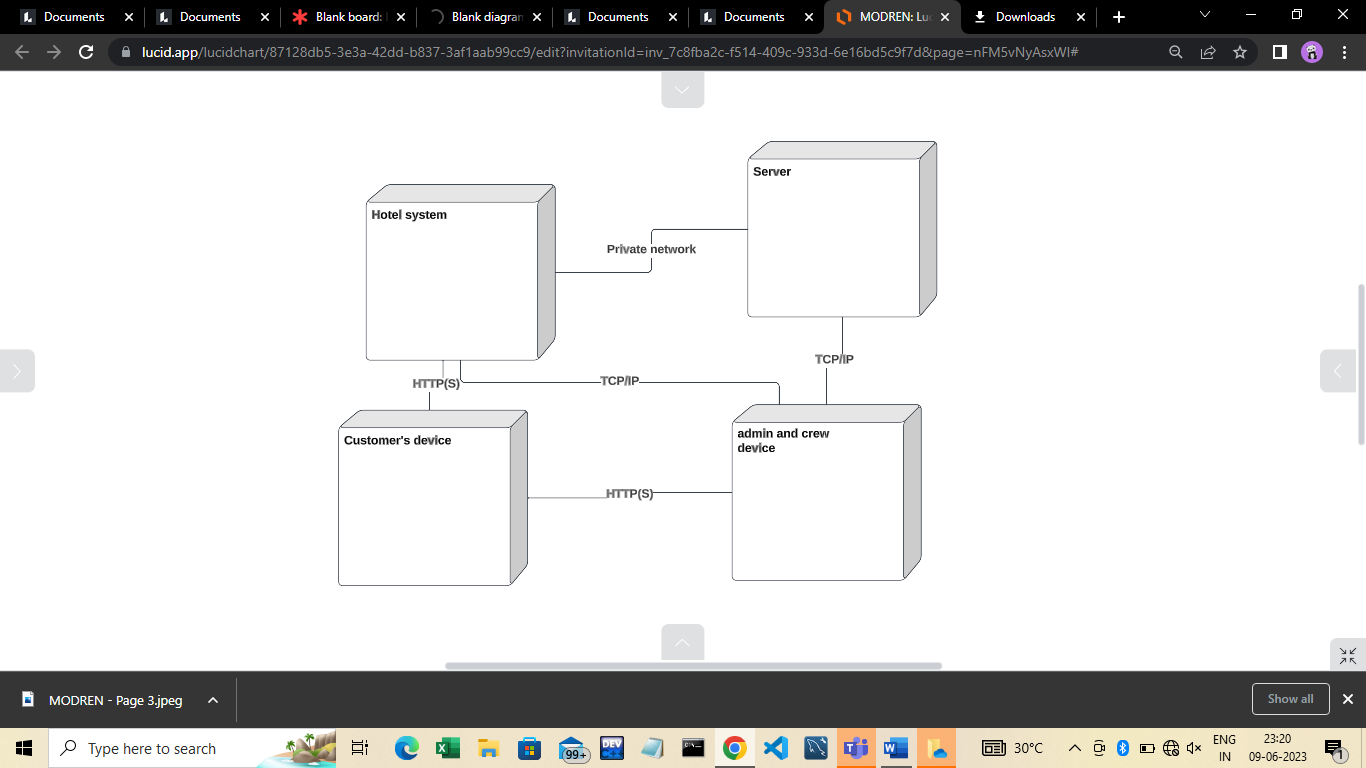 Documents
Documents
Blank board:
Blank diagran
Documents
Documents
MODREN: Luc
Downloads
lucid.app/lucidchart/87128db5-3e3a-42dd-b837-3af1aab99cc9/edit?invitationId=inv_7c8fba2c-f514-409c-933d-6e16bd5c9f7d&page=nFM5vNyAsxWI#
Server
Hotel system
Private network
TCP/IP
HTTP(S)
TCP/IP
Customer's device
admin and crew
device
HTTP(S)
MODREN - Page 3.jpeg
Show all
Type here to search
99+
DEV
C++
30°C
ENG
IN
23:20
09-06-2023
1